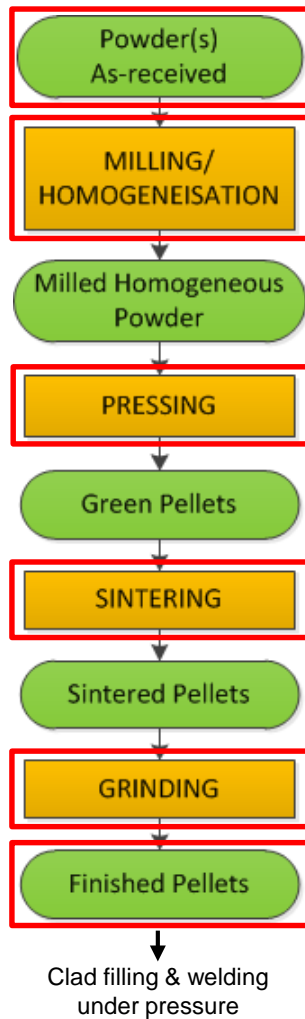 Powder(s)
As-received
MILLING/
HOMOGENEISATION
Milled Homogeneous
Powder
PRESSING
Green Pellets
SINTERING
Sintered Pellets
GRINDING
Finished Pellets
Clad filling & welding
under pressure